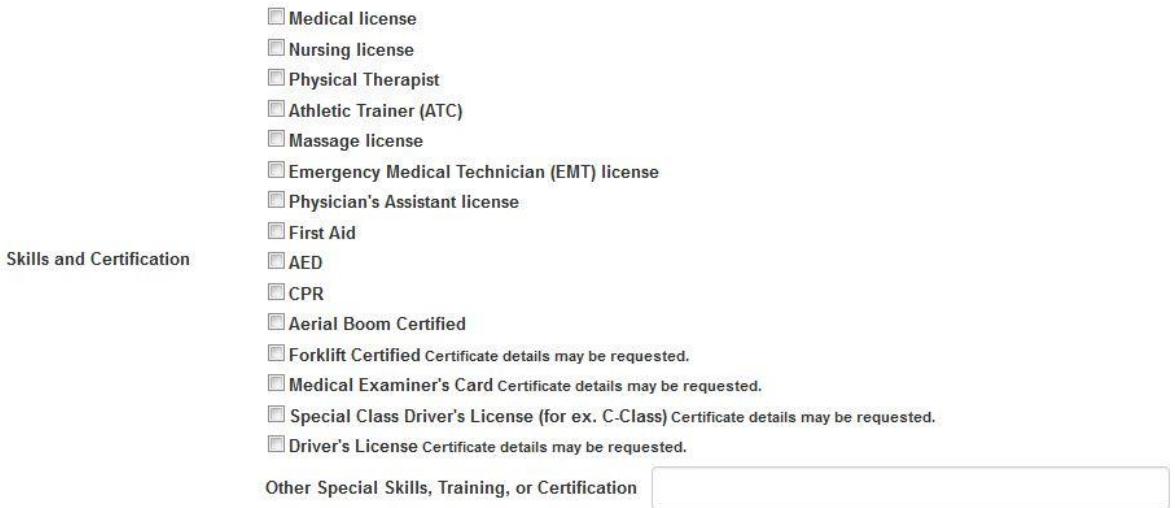 Medical license
Nursing license
Physical Therapist
Athletic Trainer (ATC)
Massage license
Emergency Medical Technician (EMT) license
Physician's Assistant license
First Aid
Skills and Certification
AED
CPR
Aerial Boom Certified
Forklift Certified Certificate details may be requested.
Medical Examiner's Card Certificate details may be requested.
Special Class Driver's License (for ex. C-Class) Certificate details may be requested.
Driver's License Certificate details may be requested.
Other Special Skills, Training, or Certification